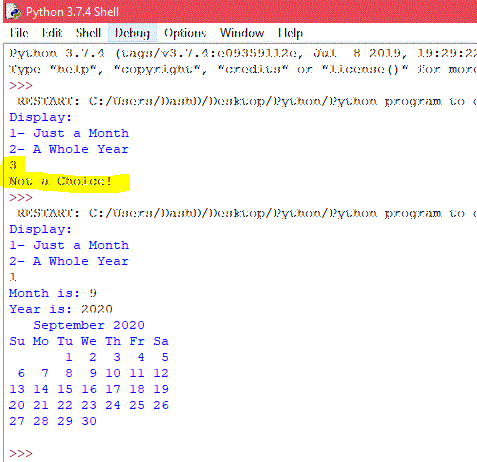 Python 3.7.4 Shell
File Edit Shell Debug Options Window Help
Python 3.7.4 (tags/v3.7.4:e09359112e, Jul  8 2019, 19:29:22
Type "help", "copyright", "credits" or "license()" for more
>>>
 RESTART: C:/Users/DashD/Desktop/Python/Python program to
Display:
1- Just a Month
2- A Whole Year
3
Not a Choice!
>>>
 RESTART: C:/Users/DashD/Desktop/Python/Python program to
Display:
1- Just a Month
2- A Whole Year
1
Month is: 9
Year is: 2020
   September 2020
Su Mo Tu We Th Fr Sa
       1  2  3  4  5
 6  7  8  9 10 11 12
13 14 15 16 17 18 19
20 21 22 23 24 25 26
27 28 29 30
>>>